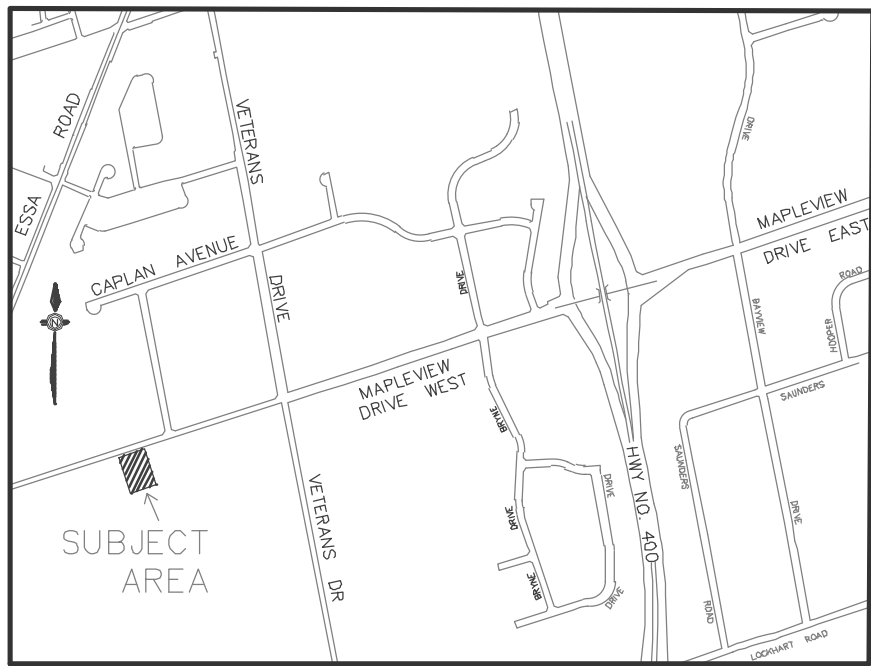 ESSA
ROAD
VETERANS
DRIVE
CAPLAN AVENUE
N
DRIVE
DRIVE
MAPLEVIEW
DRIVE EAST
BAYVIEW
HOOPER
ROAD
SAUNDERS
MAPLEVIEW
DRIVE WEST
BRYNE
DRIVE
BRYNE
DRIVE
DRIVE
HWY NO. 400
SAUNDERS
ROAD
DRIVE
LOCKHART ROAD
VETERANS DR
SUBJECT
AREA